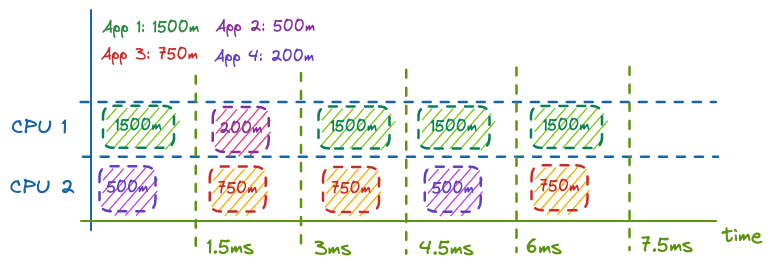 App 1: 1500m App 2: 500m
App 3: 750m App 4: 200m
CPU 1 1500m 200m 1500m 1500m 1500m
CPU 2 500m 750m 750m 500m 750m
1.5ms 3ms 4.5ms 6ms 7.5ms time